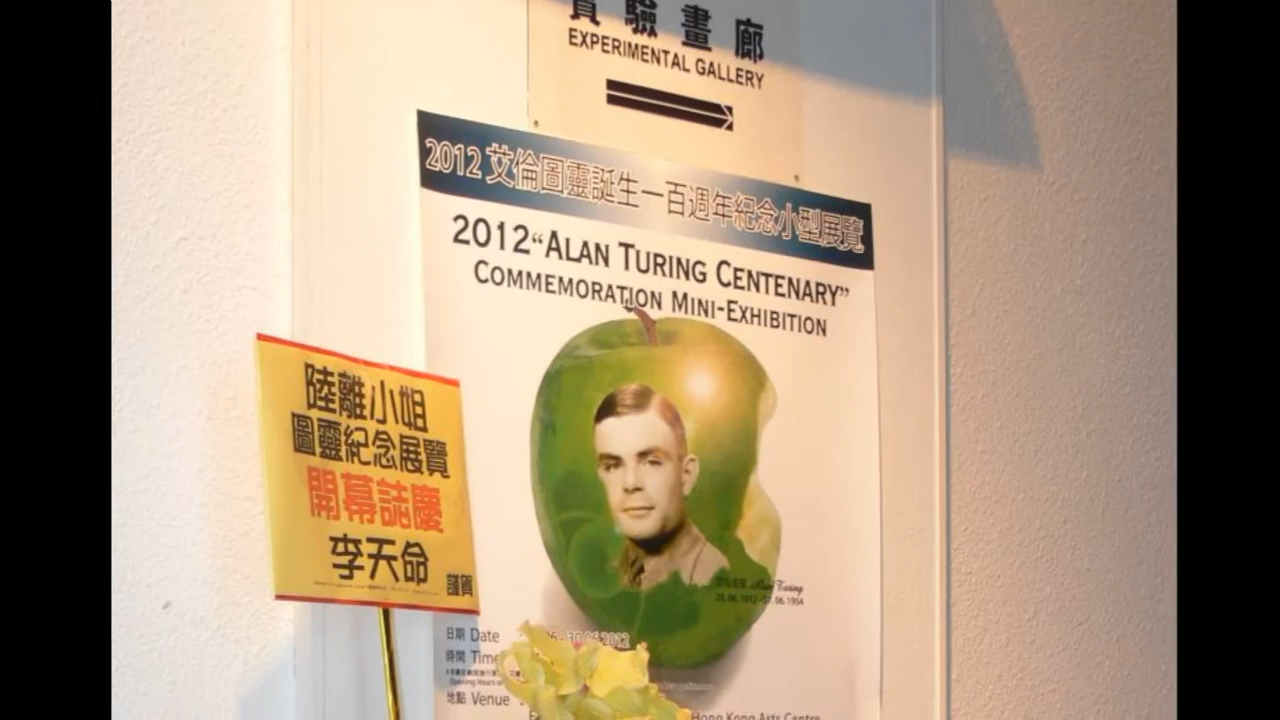 實驗畫廊
EXPERIMENTAL GALLERY
2012 艾倫圖靈誕生一百週年紀念小型展覽
2012“ALAN TURING CENTENARY”
COMMEMORATION MINI-EXHIBITION
陸離小姐
圖靈紀念展覽
開幕誌慶
李天命
謹賀
Alan Turing
23.06.1912-07.06.1954
日期 Date
30.06.2012
時間 Time
地點 Venue :
Hong Kong Arts Centre